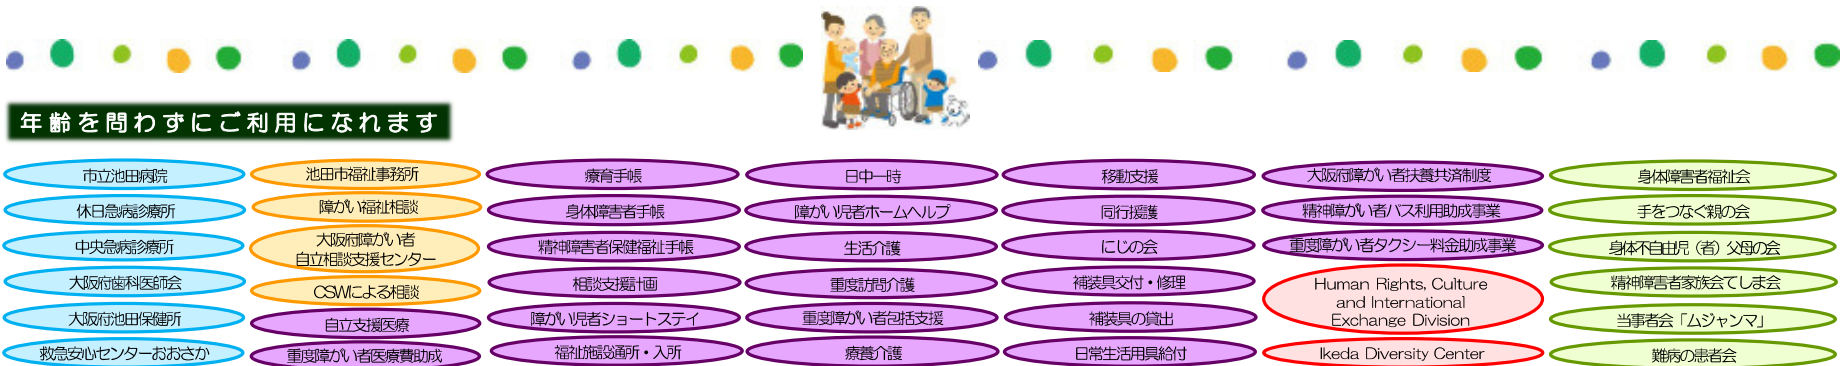 年齢を問わずにご利用になれます
市立池田病院
休日急病診療所
中央急病診療所
大阪府歯科医師会
大阪府池田保健所
救急安心センターおおさか
池田市福祉事務所
障がい福祉相談
大阪府障がい者
自立相談支援センター
CSWによる相談
自立支援医療
重度障がい者医療費助成
療育手帳
身体障害者手帳
精神障害者保健福祉手帳
相談支援計画
障がい児者ショートステイ
福祉施設通所・入所
日中一時
障がい児者ホームヘルプ
生活介護
重度訪問介護
重度障がい者包括支援
療養介護
移動支援
同行援護
にじの会
補装具交付・修理
補装具の貸出
日常生活用具給付
大阪府障がい者扶養共済制度
精神障がい者バス利用助成事業
重度障がい者タクシー料金助成事業
Human Rights, Culture
and International
Exchange Division
Ikeda Diversity Center
身体障害者福祉会
手をつなぐ親の会
身体不自由児（者）父母の会
精神障害者家族会てしま会
当事者会「ムジャンマ」
難病の患者会